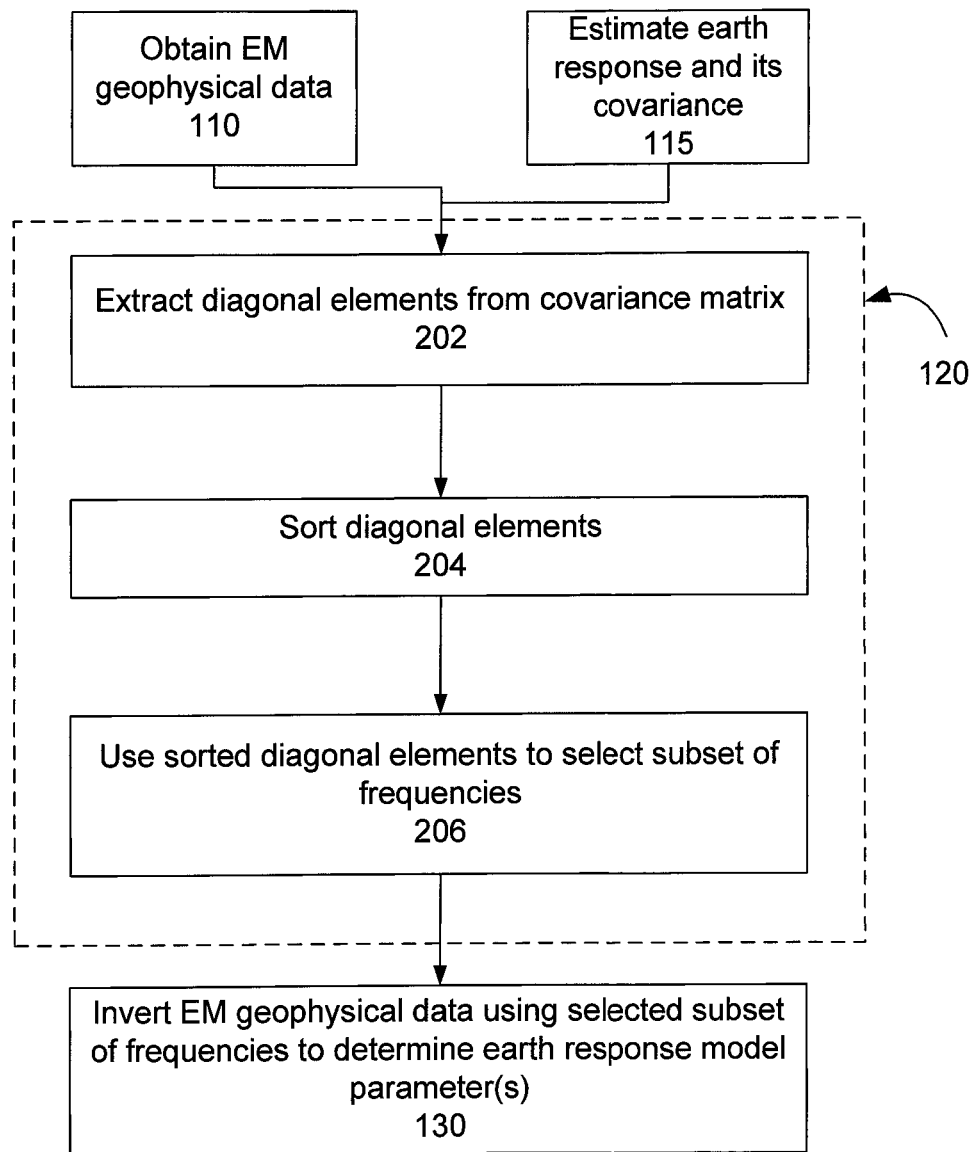 Obtain EM
geophysical data
110
Estimate earth
response and its
covariance
115
Extract diagonal elements from covariance matrix
202
120
Sort diagonal elements
204
Use sorted diagonal elements to select subset of
frequencies
206
Invert EM geophysical data using selected subset
of frequencies to determine earth response model
parameter(s)
130